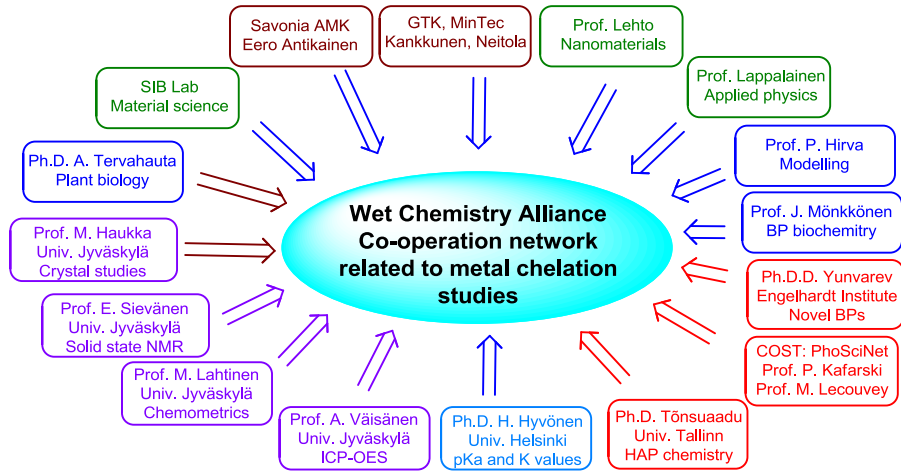 Savonia AMK
Eero Antikainen
GTK, MinTec
Kankkunen, Neitola
Prof. Lehto
Nanomaterials
SIB Lab
Material science
Prof. Lappalainen
Applied physics
Ph.D. A. Tervahauta
Plant biology
Prof. P. Hirva
Modelling
Prof. M. Haukka
Univ. Jyväskylä
Crystal studies
Wet Chemistry Alliance
Co-operation network
related to metal chelation
studies
Prof. J. Mönkkönen
BP biochemitry
Prof. E. Sievänen
Univ. Jyväskylä
Solid state NMR
Ph.D.D. Yunvarev
Engelhardt Institute
Novel BPs
Prof. M. Lahtinen
Univ. Jyväskylä
Chemometrics
COST: PhoSciNet
Prof. P. Kafarski
Prof. M. Lecouvey
Prof. A. Väisänen
Univ. Jyväskylä
ICP-OES
Ph.D. H. Hyvönen
Univ. Helsinki
pKa and K values
Ph.D. Tõnsuaadu
Univ. Tallinn
HAP chemistry